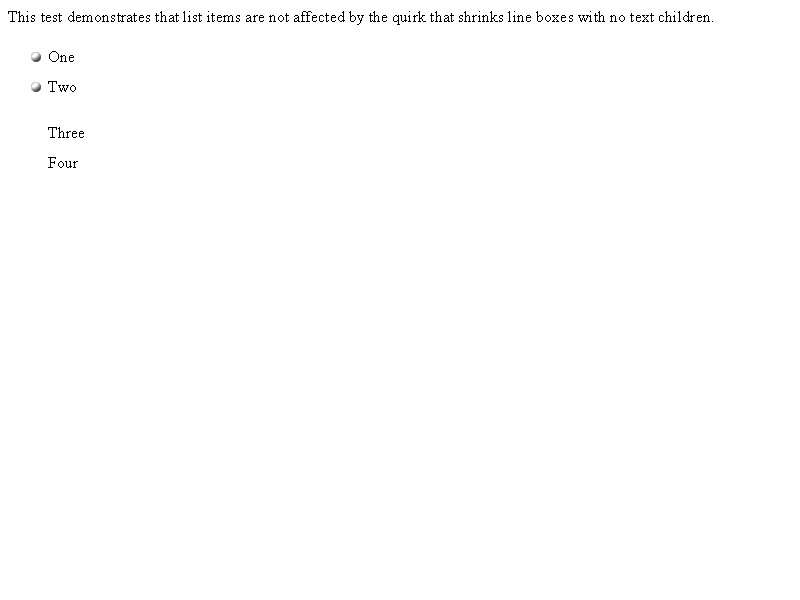 This test demonstrates that list items are not affected by the quirk that shrinks line boxes with no text children.
One
Two
Three
Four